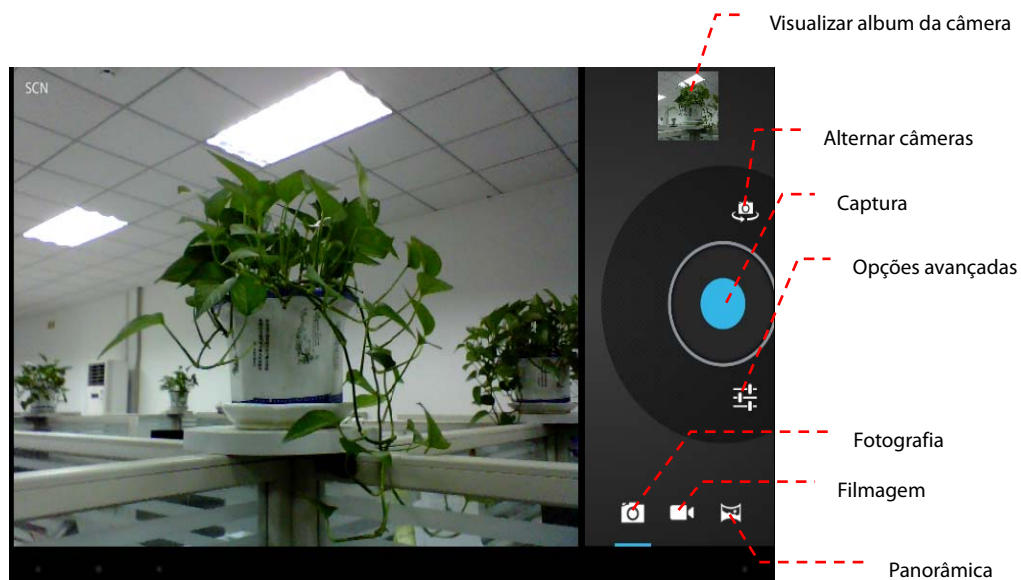 Visualizar album da câmera
SCN
Alternar câmeras
Captura
Opções avançadas
Fotografia
Filmagem
Panorâmica